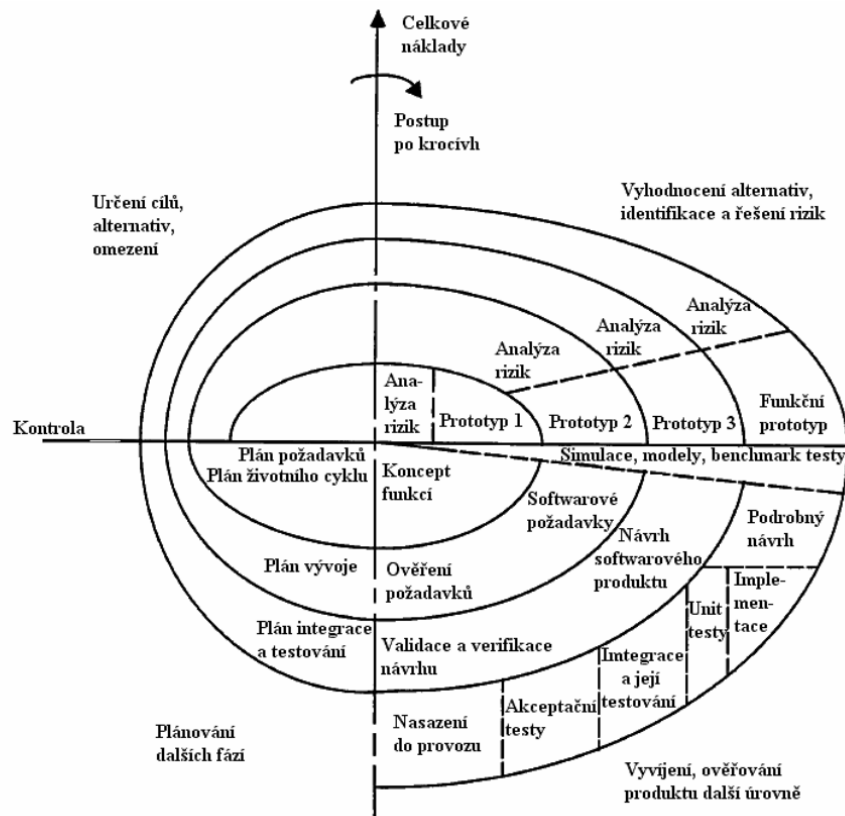 Celkové
náklady
Postup
po krocívh
Určení cílů,
alternativ,
omezení
Vyhodnocení alternativ,
identifikace a řešení rizik
Analýza
rizik
Analýza
rizik
Analýza
rizik
Ana-
lýza
rizik
Prototyp 1
Prototyp 2
Prototyp 3
Funkční
prototyp
Kontrola
Plán požadavků
Plán životního cyklu
Koncept
funkcí
Simulace, modely, benchmark testy
Softwarové
požadavky
Návrh
softwarového
produktu
Podrobný
návrh
Plán vývoje
Ověření
požadavků
Unit
testy
Imple-
men-
tace
Plán integrace
a testování
Validace a verifikace
návrhu
Imtegrace
a její
testování
Nasazení
do provozu
Akceptační
testy
Plánování
dalších fází
Vyvíjení, ověřování
produktu další úrovně